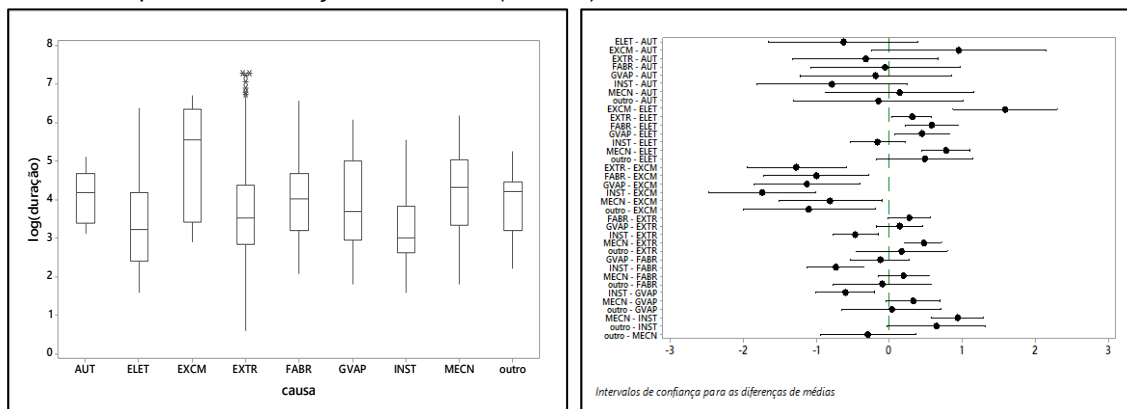 8
7
6
5
4
3
2
1
0
log(duração)
AUT ELET EXCM EXTR FABR GVAP INST MECN outro
causa
ELET - AUT
EXCM - AUT
EXTR - AUT
FABR - AUT
GVAP - AUT
INST - AUT
MECN - AUT
outro - AUT
EXCM - ELET
EXTR - ELET
FABR - ELET
GVAP - ELET
INST - ELET
MECN - ELET
outro - ELET
EXTR - EXCM
FABR - EXCM
GVAP - EXCM
INST - EXCM
MECN - EXCM
outro - EXCM
FABR - EXTR
GVAP - EXTR
INST - EXTR
MECN - EXTR
outro - EXTR
GVAP - FABR
INST - FABR
MECN - FABR
outro - FABR
INST - GVAP
MECN - GVAP
outro - GVAP
MECN - INST
outro - INST
outro - MECN
-3 -2 -1 0 1 2 3
Intervalos de confiança para as diferenças de médias